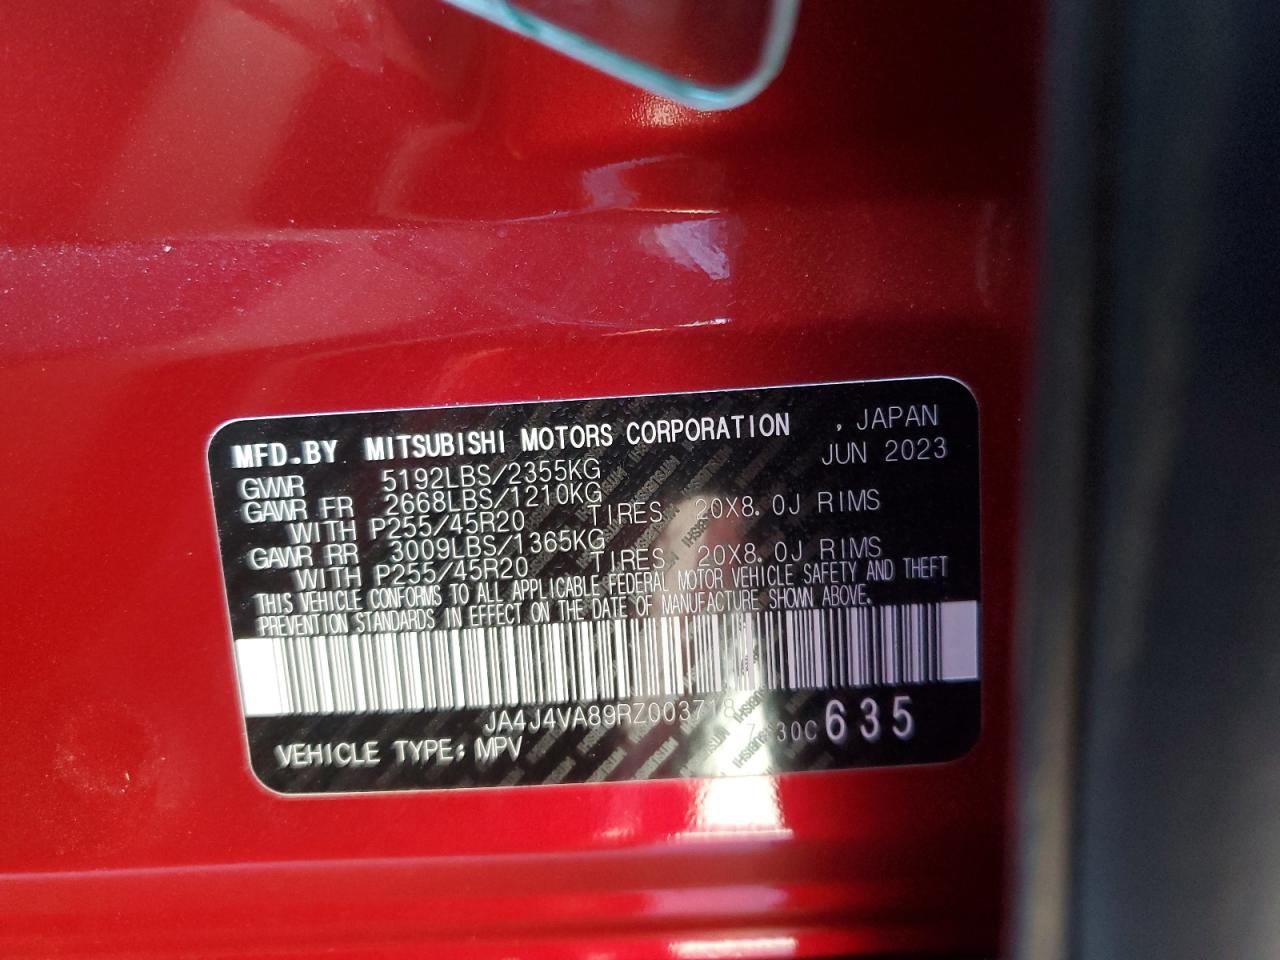 MFD.BY MITSUBISHI MOTORS CORPORATION , JAPAN
GVWR 5192LBS/2355KG JUN 2023
GAWR FR 2668LBS/1210KG
WITH P255/45R20 TIRES 20X8.0J RIMS
GAWR RR 3009LBS/1365KG
WITH P255/45R20 TIRES 20X8.0J RIMS
THIS VEHICLE CONFORMS TO ALL APPLICABLE FEDERAL MOTOR VEHICLE SAFETY AND THEFT
PREVENTION STANDARDS IN EFFECT ON THE DATE OF MANUFACTURE SHOWN ABOVE.
JA4J4VA89RZ003718
635
VEHICLE TYPE: MPV